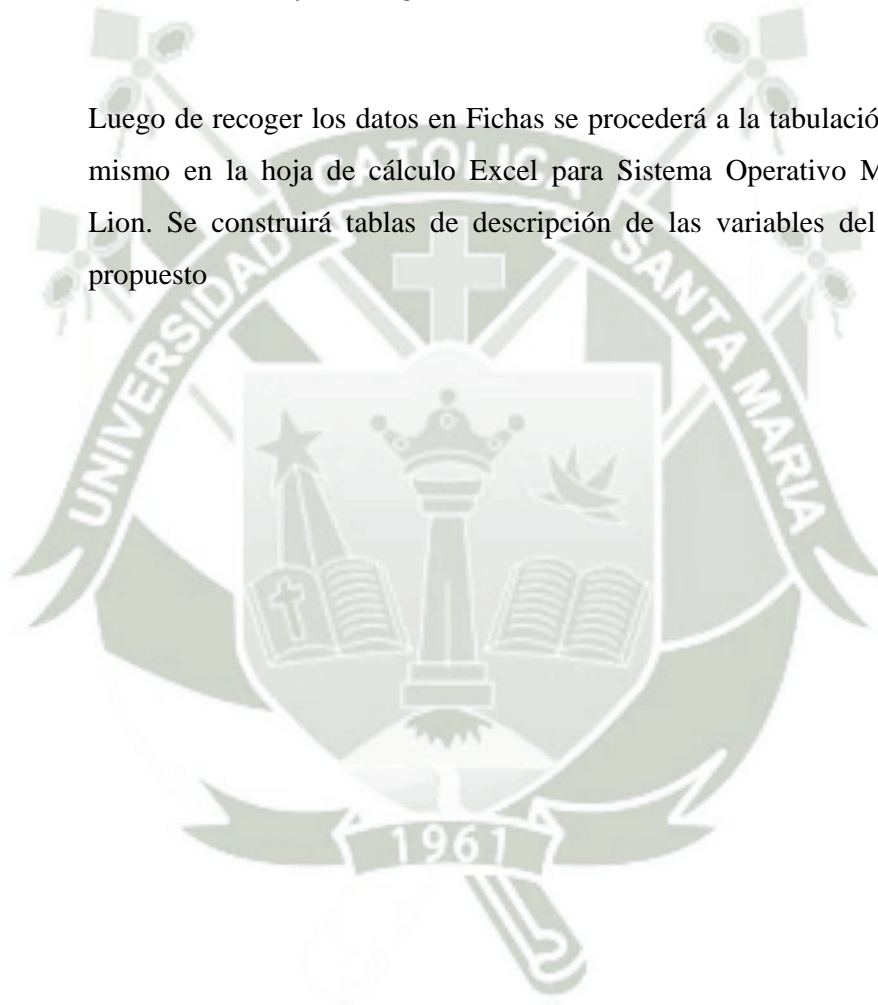 Luego de recoger los datos en Fichas se procederá a la tabulació
mismo en la hoja de cálculo Excel para Sistema Operativo M
Lion. Se construirá tablas de descripción de las variables del
propuesto
UNIVERSIDAD CATOLICA SANTA MARIA
1961